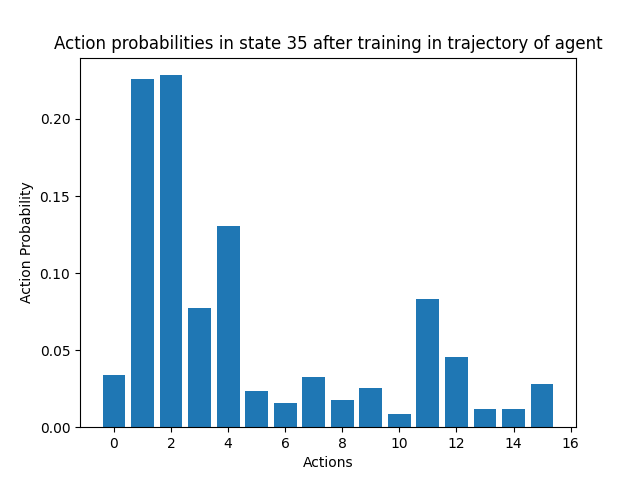 Action probabilities in state 35 after training in trajectory of agent
Action Probability
0.20
0.15
0.10
0.05
0.00
0 2 4 6 8 10 12 14 16
Actions